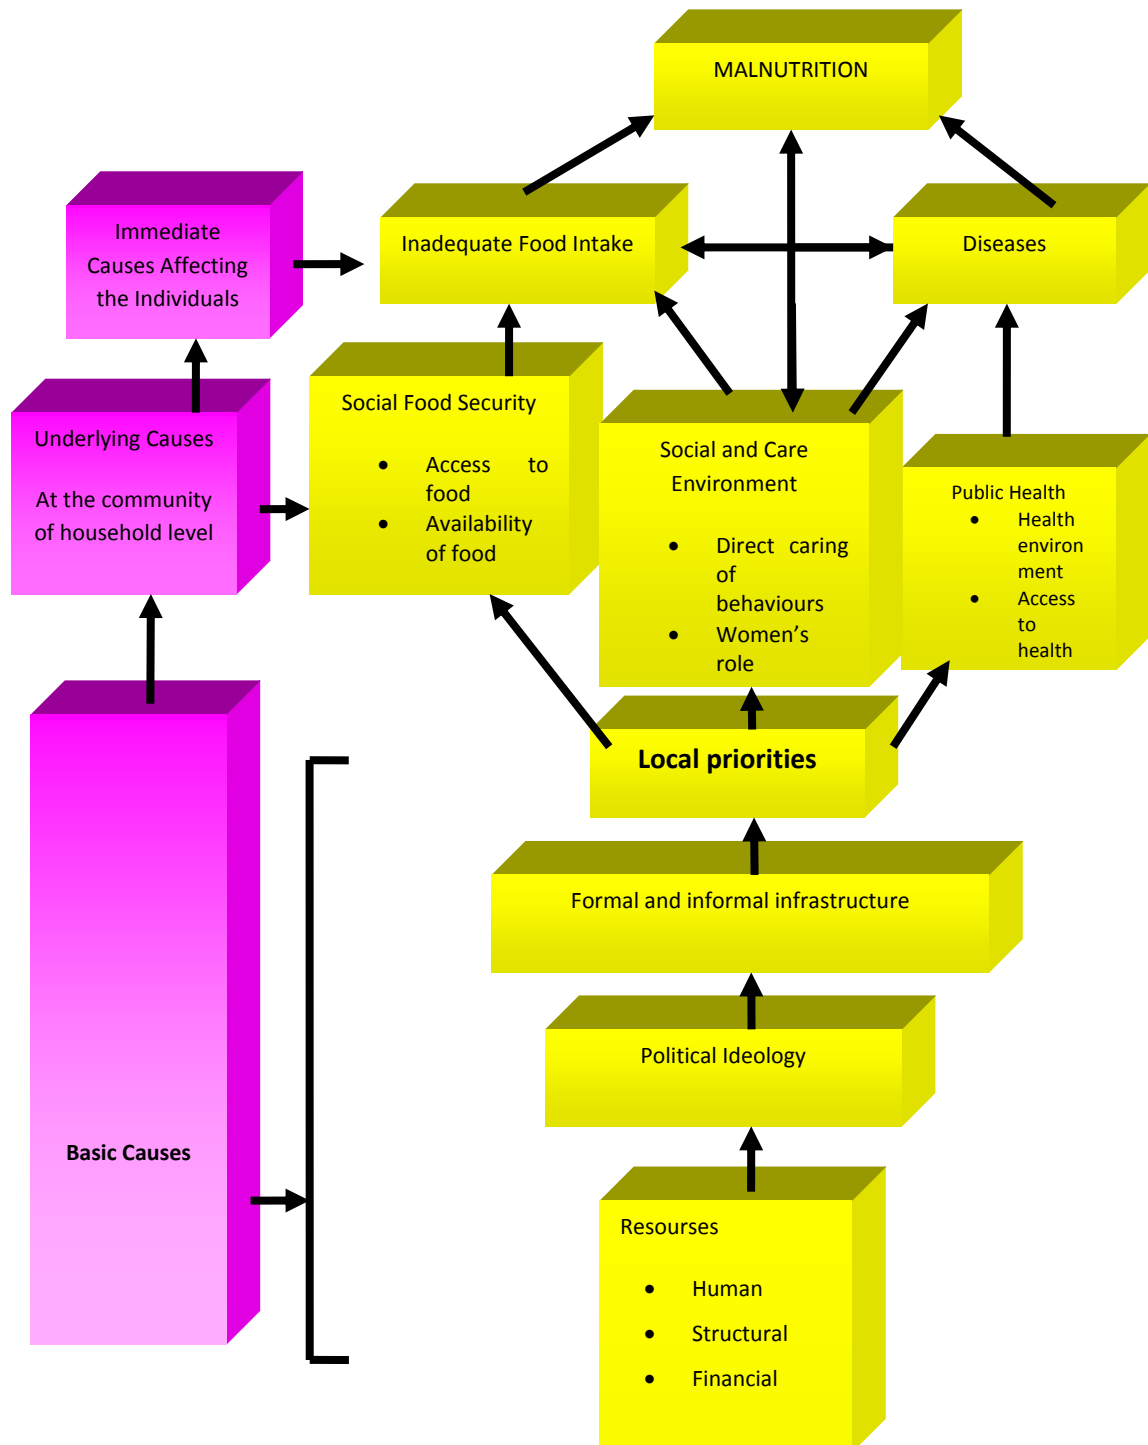 MALNUTRITION
Immediate
Causes Affecting
the Individuals
Inadequate Food Intake
Diseases
Underlying Causes
At the community
of household level
Social Food Security
• Access to
food
• Availability
of food
Social and Care
Environment
• Direct caring
of
behaviours
• Women's
role
Public Health
• Health
environ
ment
• Access
to
health
Local priorities
Formal and informal infrastructure
Political Ideology
Basic Causes
Resourses
• Human
• Structural
• Financial